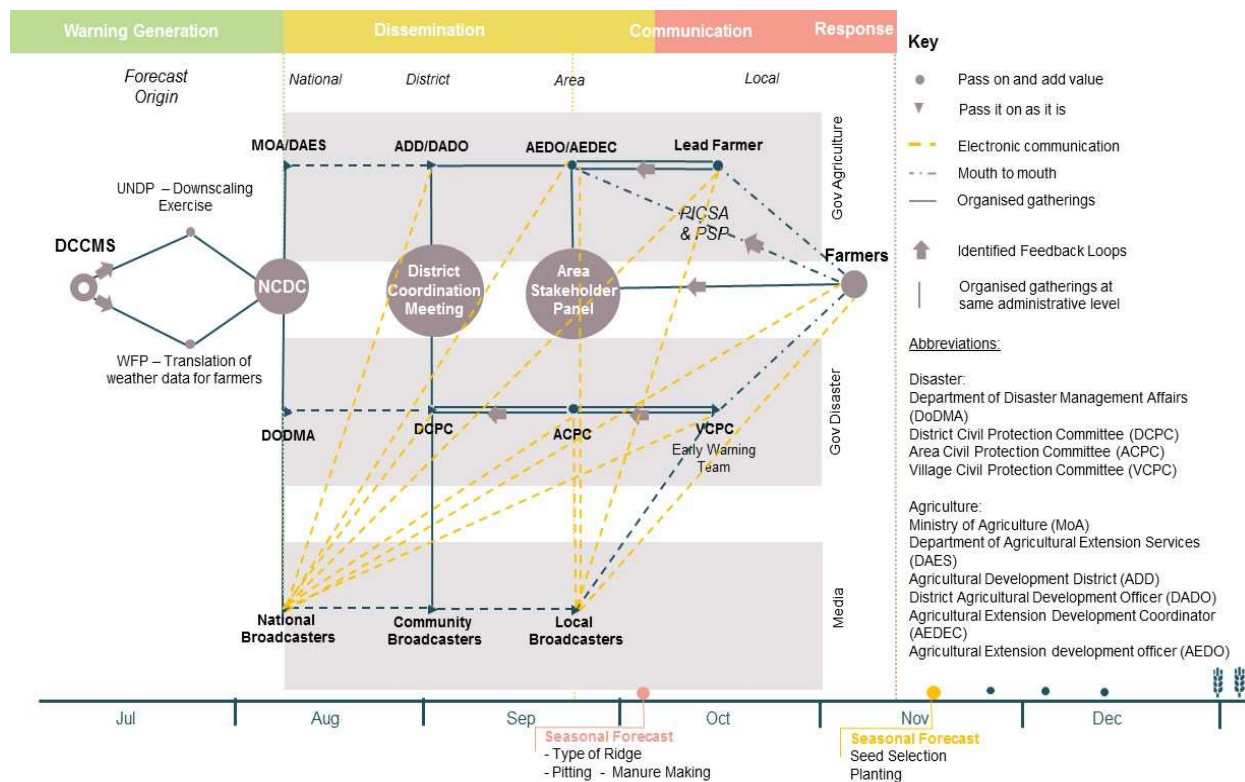 Warning Generation
Dissemination
Communication
Response
Forecast
Origin
National
District
Area
Local
MOA/DAES
ADD/DADO
AEDO/AEDEC
Lead Farmer
Gov Agriculture
UNDP – Downscaling
Exercise
PICSA
& PSP
DCCMS
NCDC
District
Coordination
Meeting
Area
Stakeholder
Panel
Farmers
WFP – Translation of
weather data for farmers
DODMA
DCPC
ACPC
VCPC
Early Warning
Team
Gov Disaster
National
Broadcasters
Community
Broadcasters
Local
Broadcasters
Media
Key
Pass on and add value
Pass it on as it is
Electronic communication
Mouth to mouth
Organised gatherings
Identified Feedback Loops
Organised gatherings at
same administrative level
Abbreviations:
Disaster:
Department of Disaster Management Affairs
(DoDMA)
District Civil Protection Committee (DCPC)
Area Civil Protection Committee (ACPC)
Village Civil Protection Committee (VCPC)
Agriculture:
Ministry of Agriculture (MoA)
Department of Agricultural Extension Services
(DAES)
Agricultural Development District (ADD)
District Agricultural Development Officer (DADO)
Agricultural Extension Development Coordinator
(AEDEC)
Agricultural Extension development officer (AEDO)
Jul
Aug
Sep
Oct
Nov
Dec
Seasonal Forecast
- Type of Ridge
- Pitting - Manure Making
Seasonal Forecast
Seed Selection
Planting